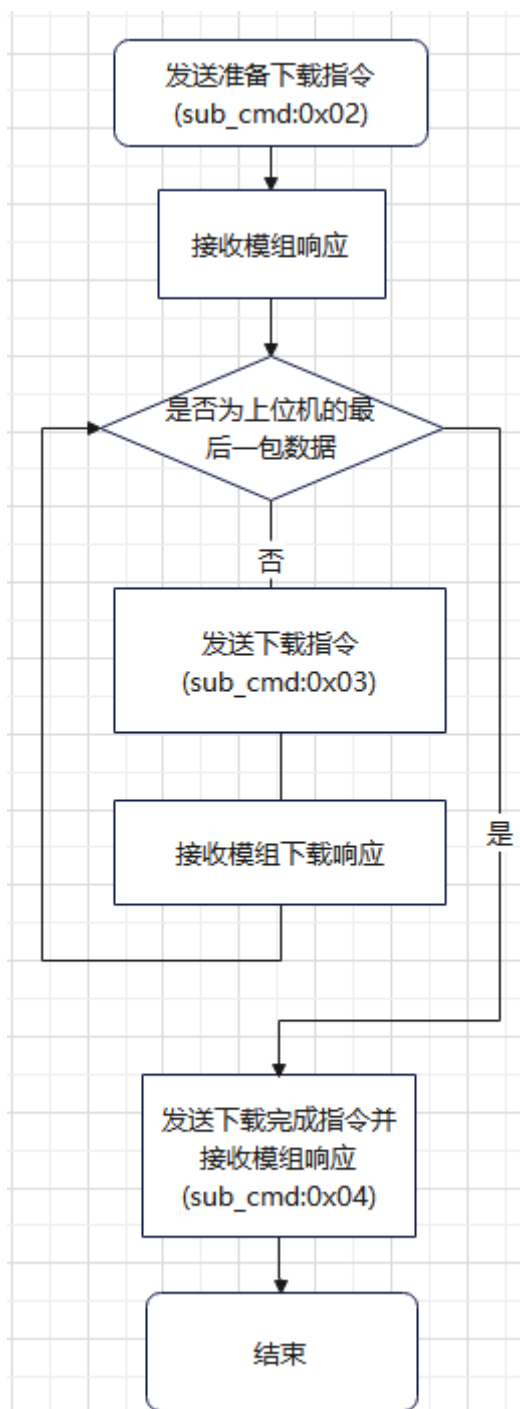 发送准备下载指令
(sub_cmd:0x02)
接收模组响应
是否为上位机的最
后一包数据
否
发送下载指令
(sub_cmd:0x03)
接收模组下载响应
是
发送下载完成指令并
接收模组响应
(sub_cmd:0x04)
结束